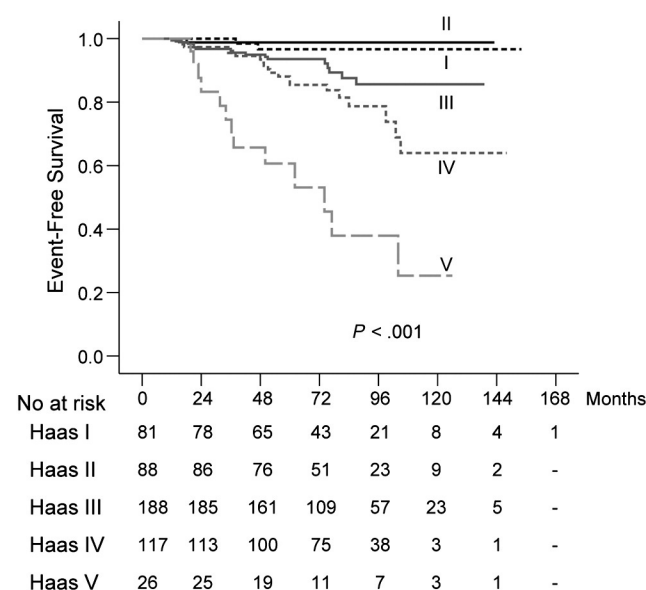 II
1.0
I
0.8
III
Event-Free Survival
0.6
IV
0.4
V
0.2
P < .001
0.0
No at risk 0 24 48 72 96 120 144 168 Months
Haas I 81 78 65 43 21 8 4 1
Haas II 88 86 76 51 23 9 2 -
Haas III 188 185 161 109 57 23 5 -
Haas IV 117 113 100 75 38 3 1 -
Haas V 26 25 19 11 7 3 1 -